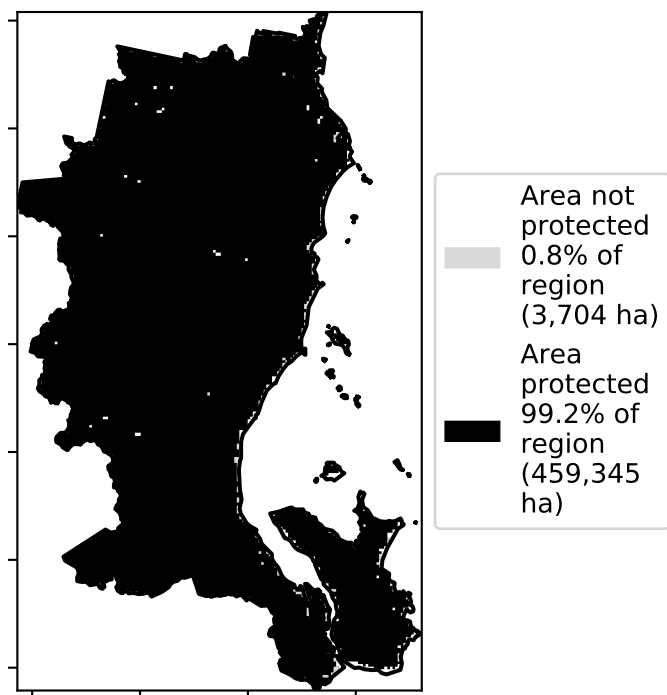 Area not
protected
0.8% of
region
(3,704 ha)
Area
protected
99.2% of
region
(459,345
ha)